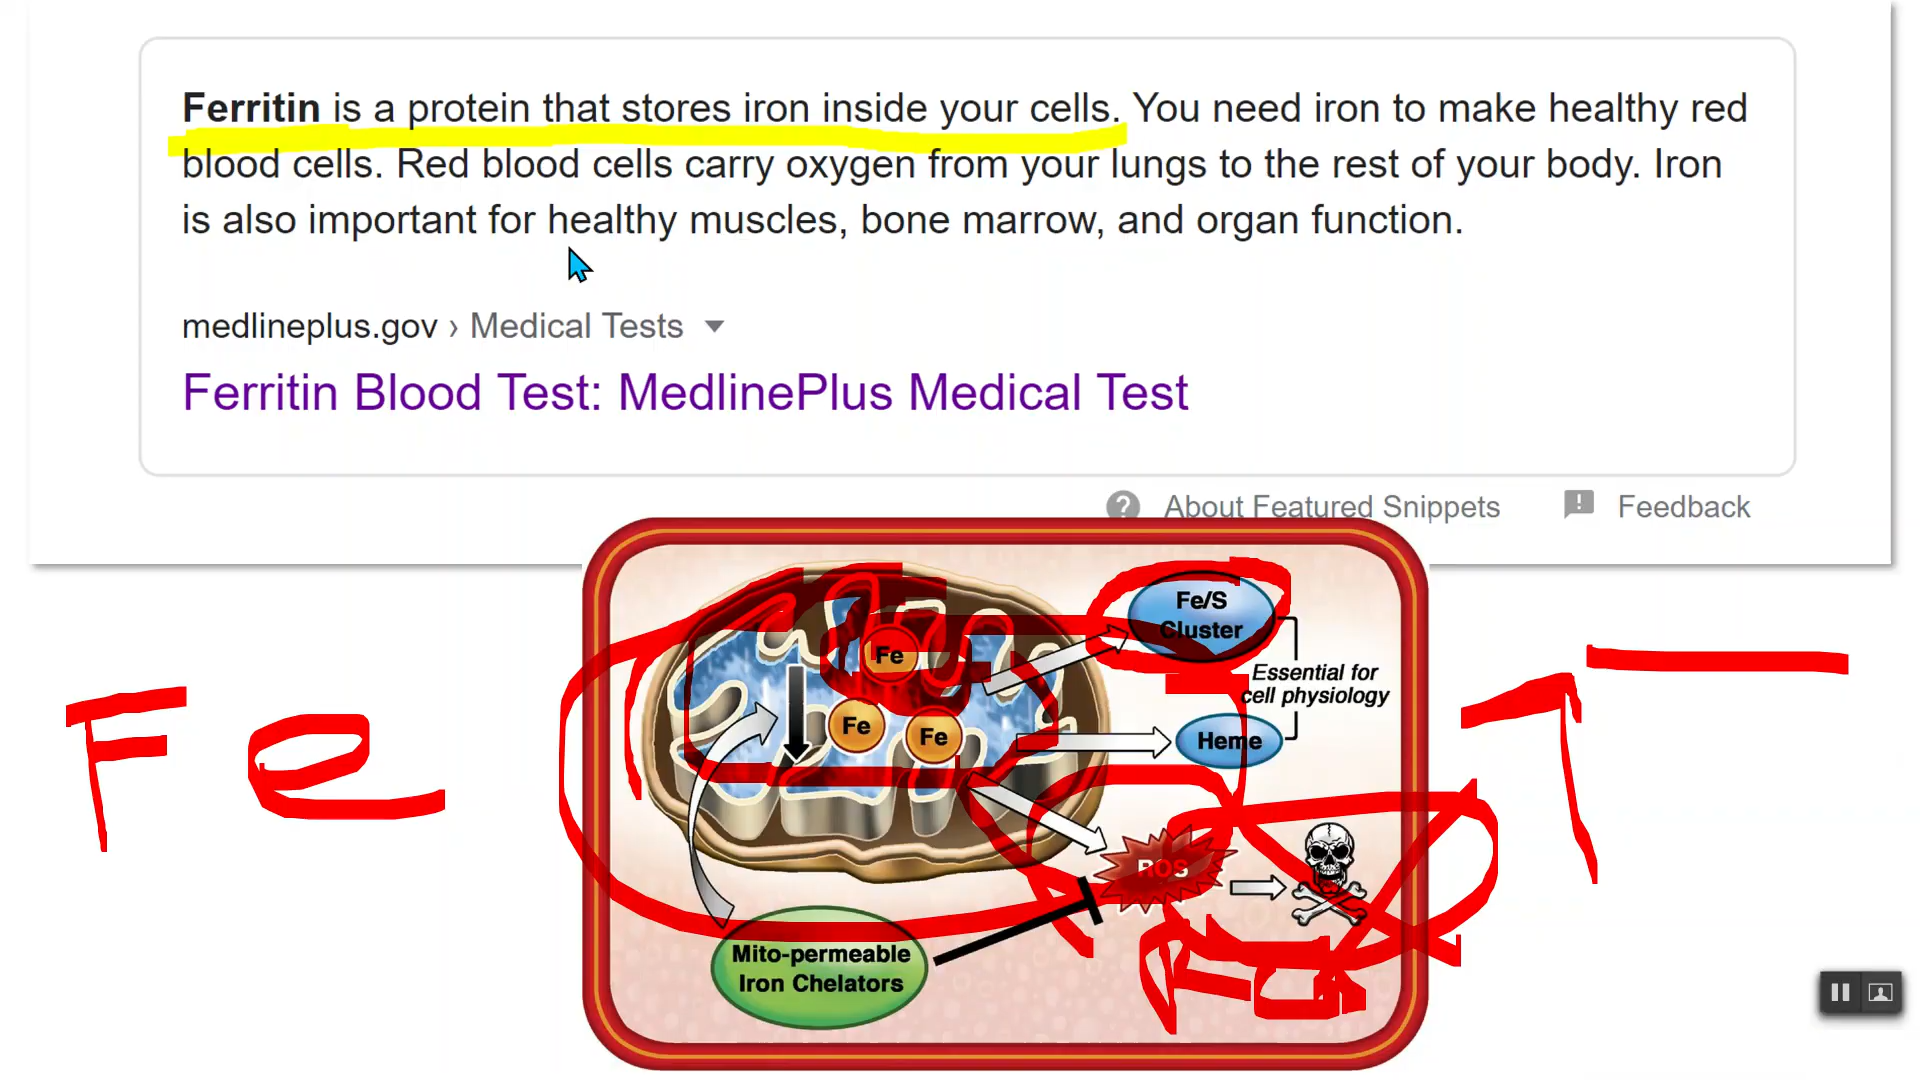 Ferritin is a protein that stores iron inside your cells. You need iron to make healthy red
blood cells. Red blood cells carry oxygen from your lungs to the rest of your body. Iron
is also important for healthy muscles, bone marrow, and organ function.
medlineplus.gov › Medical Tests
Ferritin Blood Test: MedlinePlus Medical Test
About Featured Snippets
Feedback
Fe/S
Cluster
Fe
Essential for
cell physiology
Fe
Fe
Heme
Fe
ROS
Mito-permeable
Iron Chelators